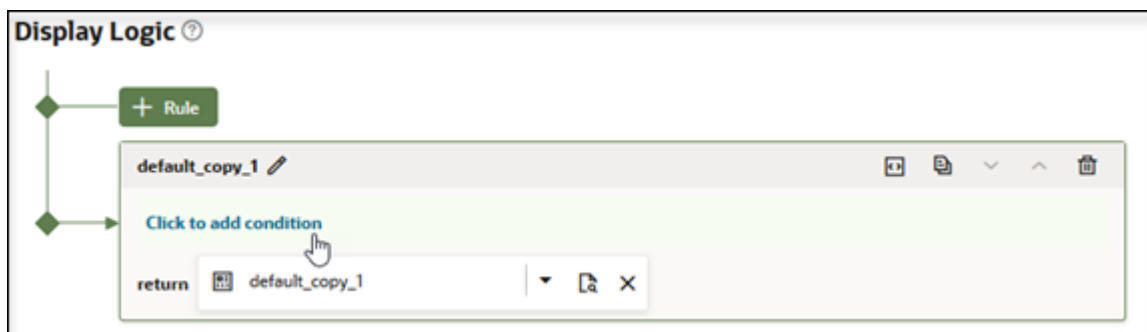 Display Logic
+ Rule
default_copy_1
Click to add condition
return default_copy_1